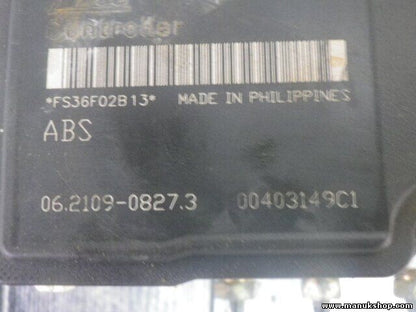 Controller
*FS36F02B13* MADE IN PHILIPPINES
ABS
06.2109-0827.3 00403149C1
www.manukshop.com